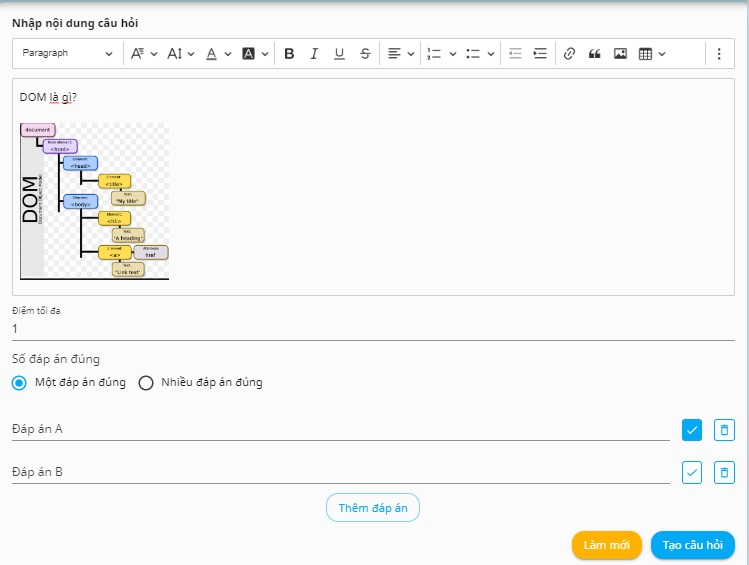 Nhập nội dung câu hỏi
Paragraph
DOM là gì?
document
Root element:
<html>
Element:
<head>
Element:
<title>
Text:
"My title"
Element:
<body>
Element:
<h1>
Text:
"A heading"
Element:
<a>
Attribute:
href
Text:
"Link text"
DOM
Document Object Model
Điểm tối đa
1
Số đáp án đúng
Một đáp án đúng
Nhiều đáp án đúng
Đáp án A
Đáp án B
Thêm đáp án
Làm mới
Tạo câu hỏi